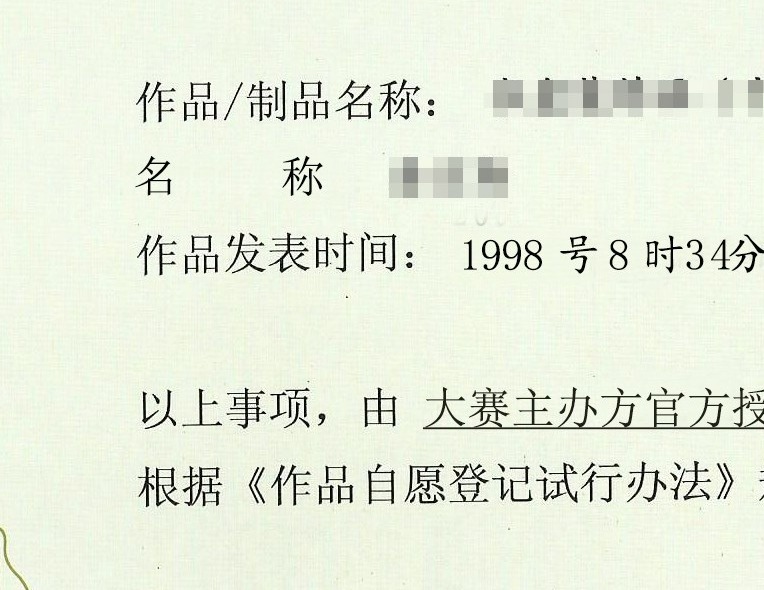 作品/制品名称：
名 称
作品发表时间： 1998 号 8 时34分
以上事项，由 大赛主办方官方授
根据《作品自愿登记试行办法》